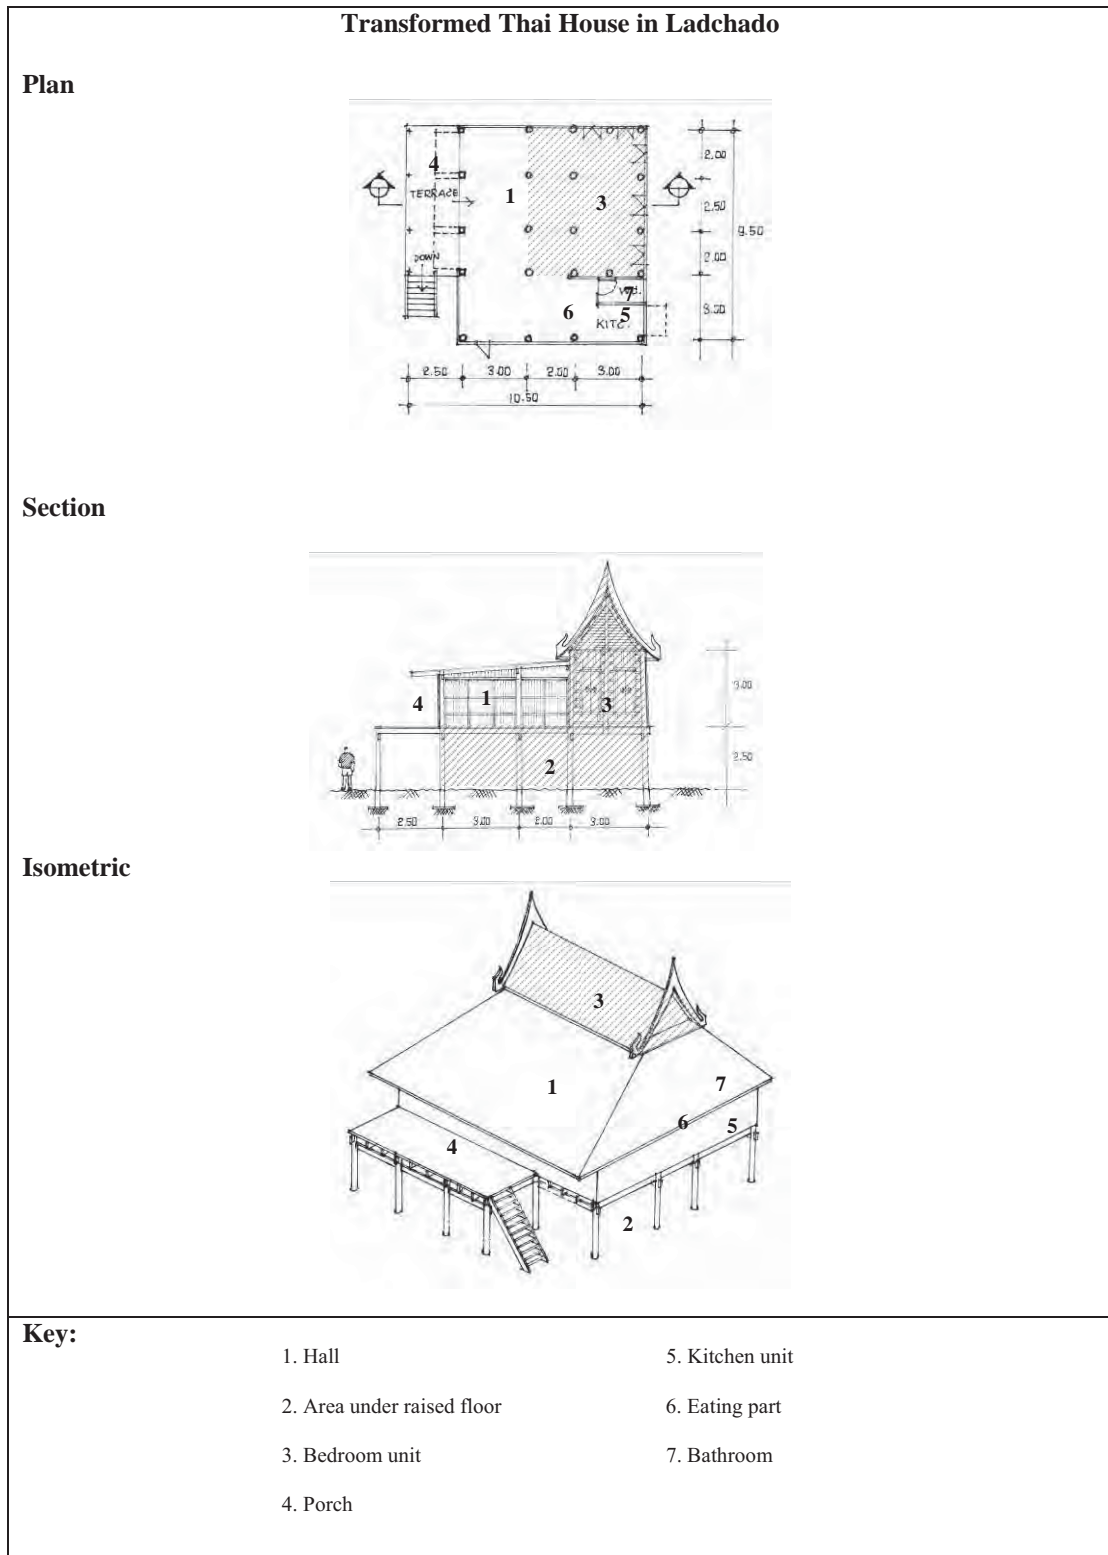 Transformed Thai House in Ladchado
Plan
4
TERRACE
1
3
DOWN
6
7
5
KITC.
2.00
2.50
2.00
3.00
9.50
2.50 3.00 2.00 3.00
10.50
Section
4
1
3
2
3.00
2.50
2.50 3.00 2.00 3.00
Isometric
3
1
7
6
5
4
2
Key:
1. Hall
2. Area under raised floor
3. Bedroom unit
4. Porch
5. Kitchen unit
6. Eating part
7. Bathroom